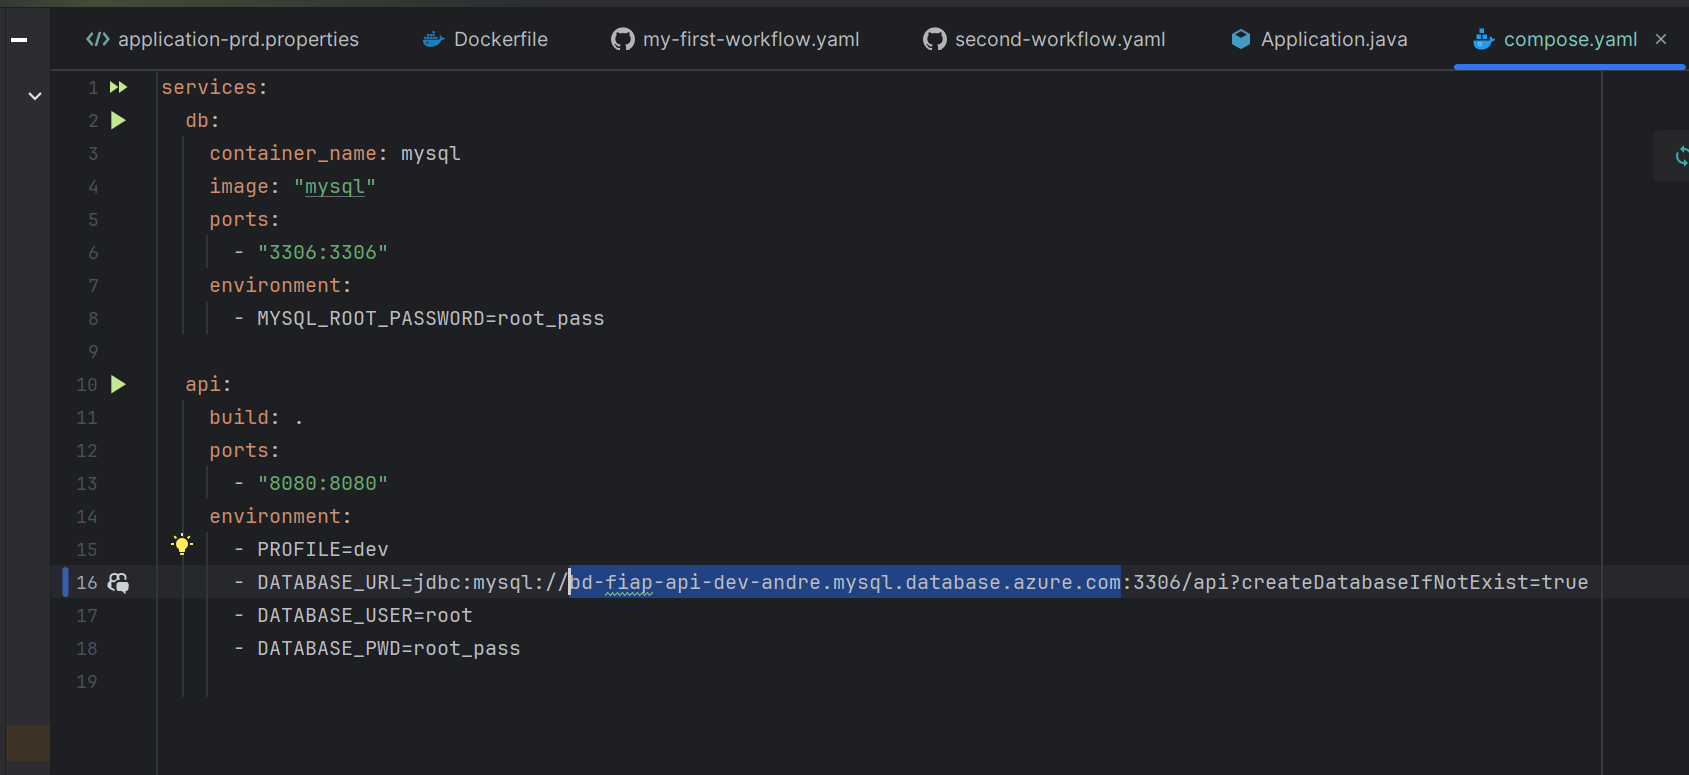 application-prd.properties Dockerfile my-first-workflow.yaml second-workflow.yaml Application.java compose.yaml
1 services:
2 db:
3 container_name: mysql
4 image: "mysql"
5 ports:
6 - "3306:3306"
7 environment:
8 - MYSQL_ROOT_PASSWORD=root_pass
9
10 api:
11 build: .
12 ports:
13 - "8080:8080"
14 environment:
15 - PROFILE=dev
16 - DATABASE_URL=jdbc:mysql://bd-fiap-api-dev-andre.mysql.database.azure.com:3306/api?createDatabaseIfNotExist=true
17 - DATABASE_USER=root
18 - DATABASE_PWD=root_pass
19